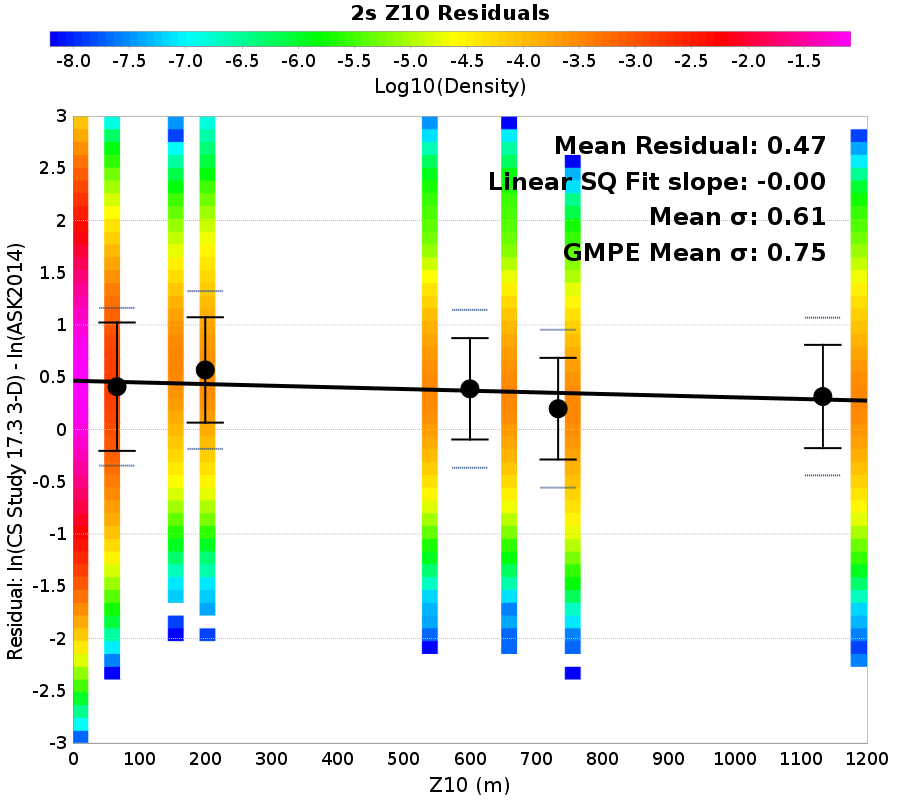 2s Z10 Residuals
-8.0 -7.5 -7.0 -6.5 -6.0 -5.5 -5.0 -4.5 -4.0 -3.5 -3.0 -2.5 -2.0 -1.5
Log10(Density)
Mean Residual: 0.47
Linear SQ Fit slope: -0.00
Mean σ: 0.61
GMPE Mean σ: 0.75
Residual: ln(CS Study 17.3 3-D) - ln(ASK2014)
3
2.5
2
1.5
1
0.5
0
-0.5
-1
-1.5
-2
-2.5
-3
0 100 200 300 400 500 600 700 800 900 1000 1100 1200
Z10 (m)